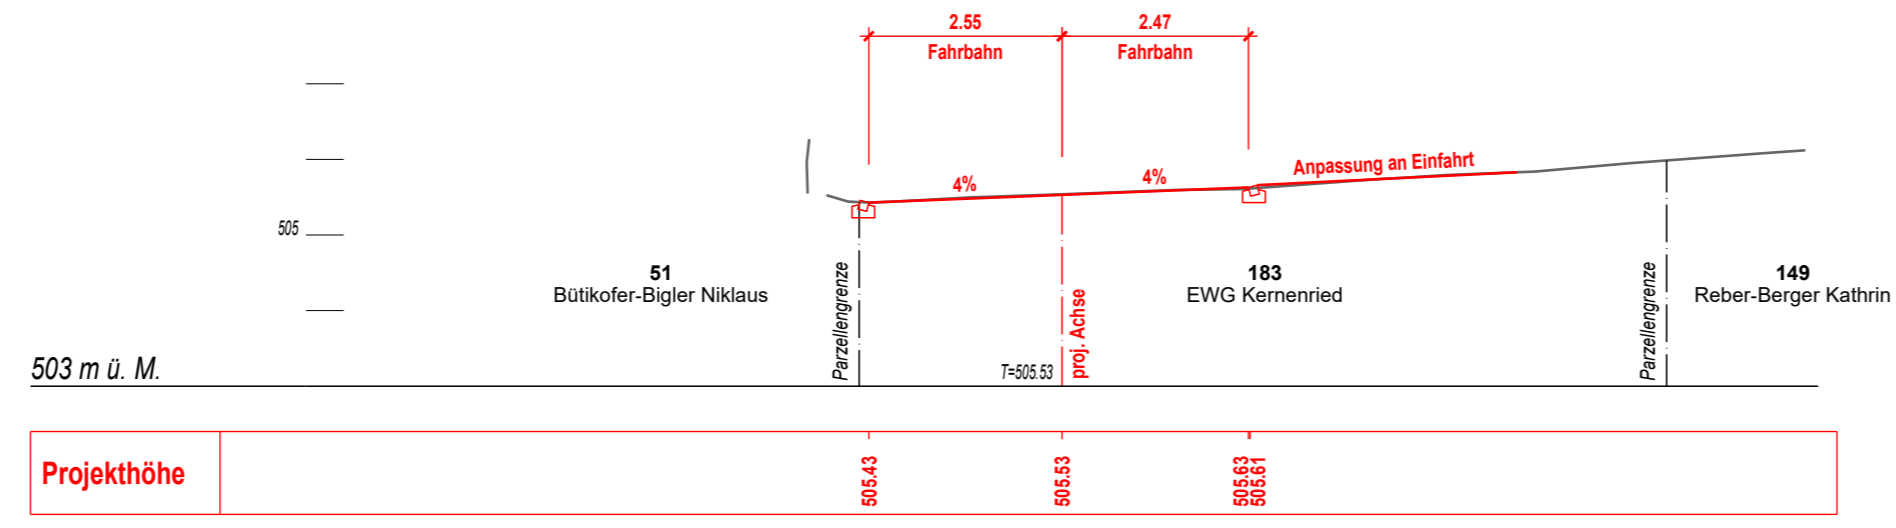 2.55
2.47
Fahrbahn
Fahrbahn
4%
4%
Anpassung an Einfahrt
505
51
Bütikofer-Bigler Niklaus
183
EWG Kernenried
149
Reber-Berger Kathrin
Parzellengrenze
proj. Achse
Parzellengrenze
503 m ü. M.
T=505.53
Projekthöhe
505.43
505.53
505.63
505.61